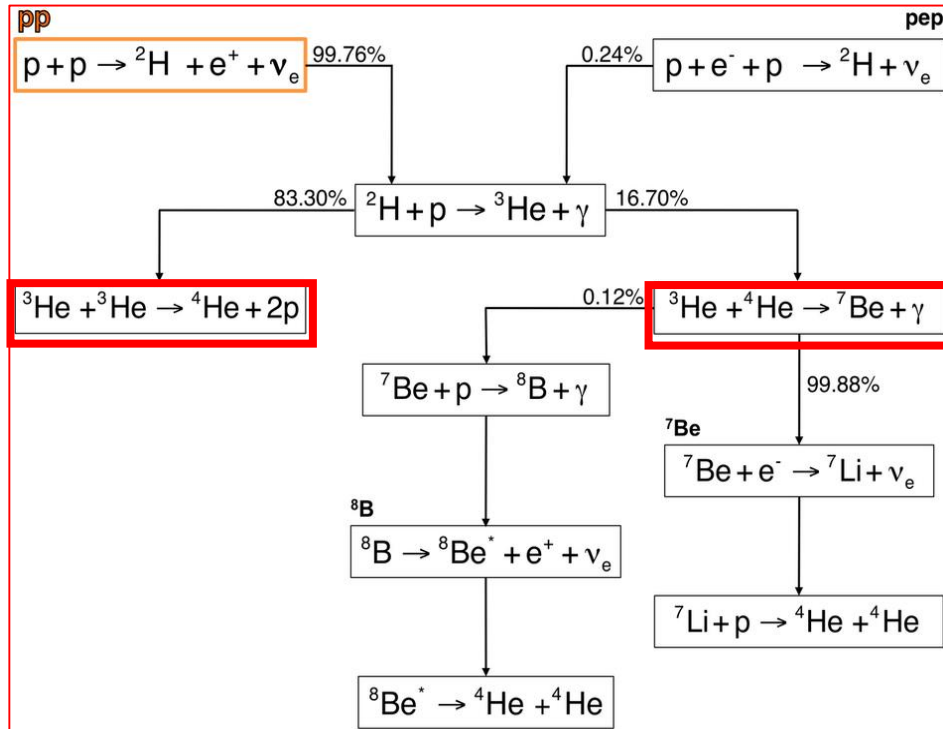 pp
pep
p + p → ²H + e⁺ + νₑ
99.76%
0.24%
p + e⁻ + p → ²H + νₑ
83.30%
²H + p → ³He + γ
16.70%
³He + ³He → ⁴He + 2p
0.12%
³He + ⁴He → ⁷Be + γ
⁷Be + p → ⁸B + γ
99.88%
⁷Be
⁷Be + e⁻ → ⁷Li + νₑ
⁸B
⁸B → ⁸Be* + e⁺ + νₑ
⁷Li + p → ⁴He + ⁴He
⁸Be* → ⁴He + ⁴He